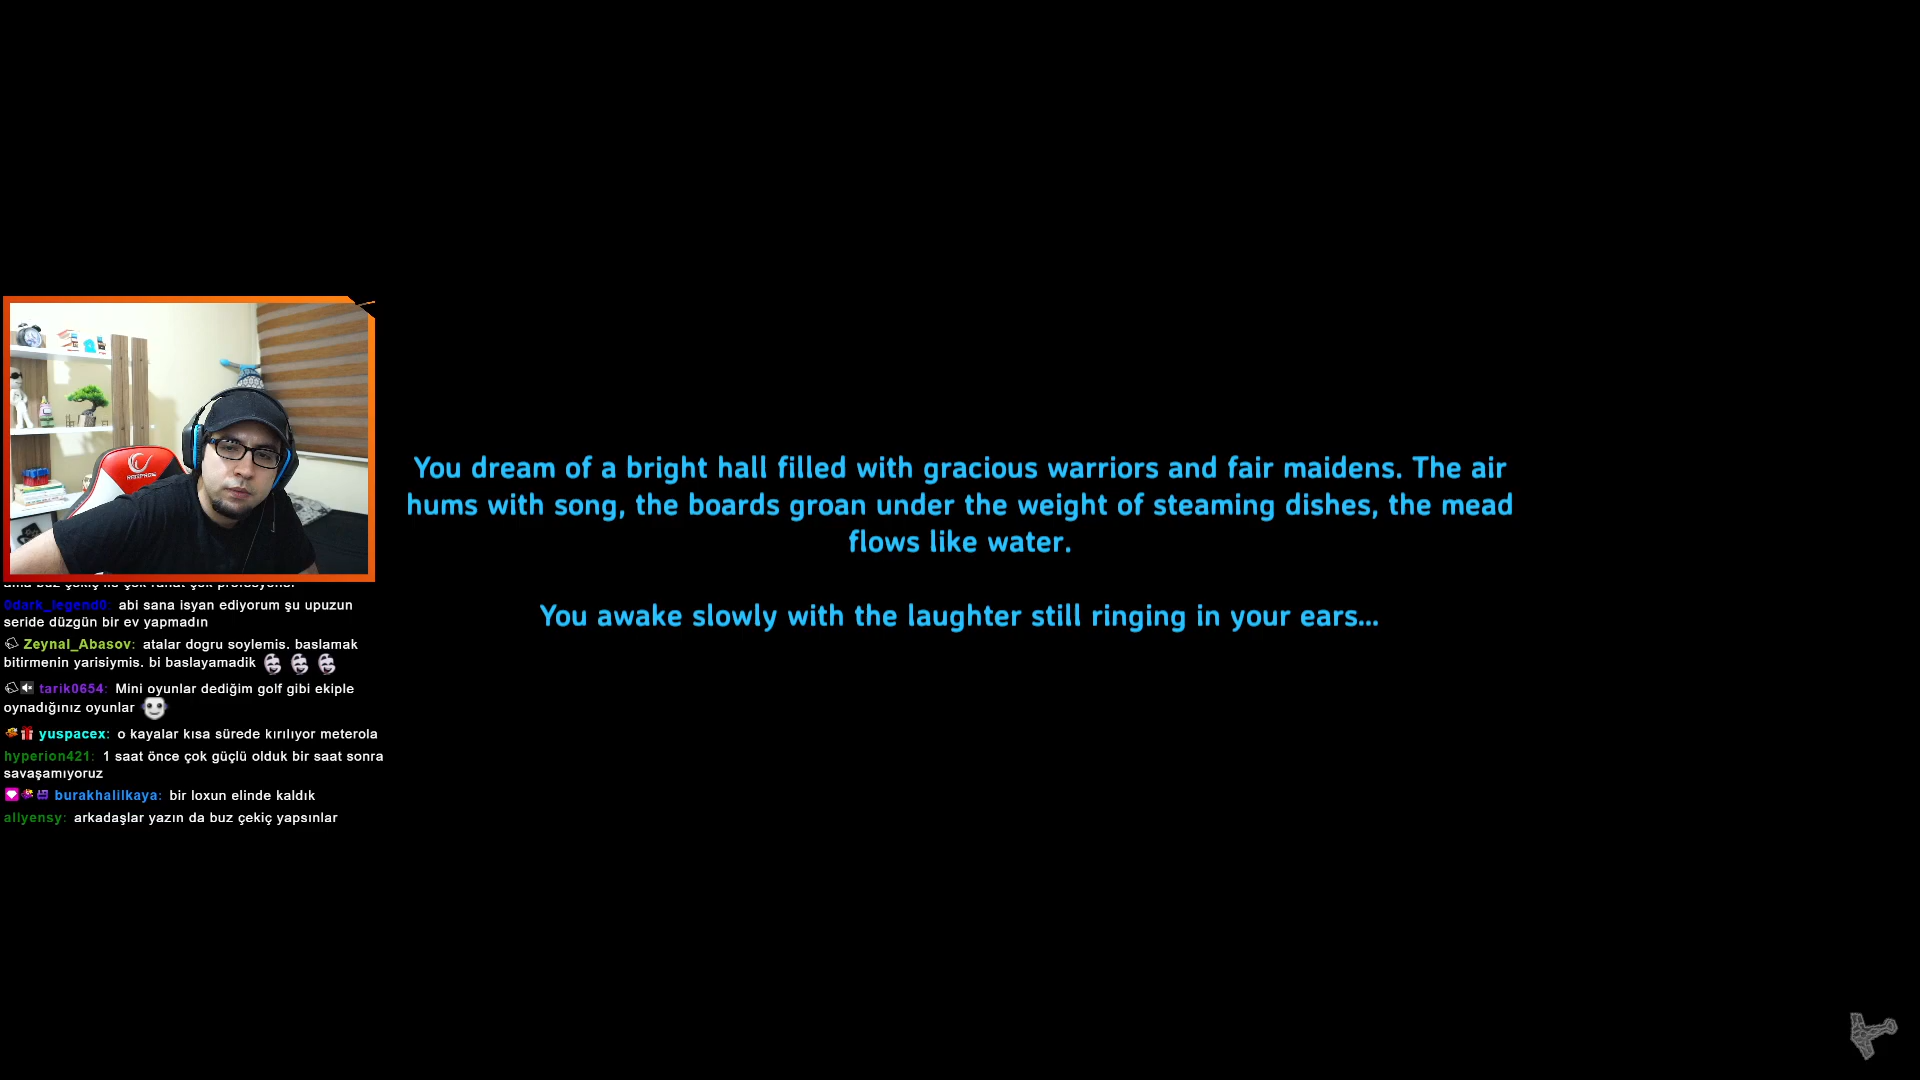 You dream of a bright hall filled with gracious warriors and fair maidens. The air
hums with song, the boards groan under the weight of steaming dishes, the mead
flows like water.
You awake slowly with the laughter still ringing in your ears...
0dark_legend0: abi sana isyan ediyorum şu upuzun
seride düzgün bir ev yapmadın
Zeynal_Abasov: atalar dogru soylemis. baslamak
bitirmenin yarisiymis. bi baslayamadik
tarik0654: Mini oyunlar dediğim golf gibi ekiple
oynadığınız oyunlar
yuspacex: o kayalar kısa sürede kırılıyor meterola
hyperion421: 1 saat önce çok güçlü olduk bir saat sonra
savaşamıyoruz
burakhalilkaya: bir loxun elinde kaldık
allyensy: arkadaşlar yazın da buz çekiç yapsınlar